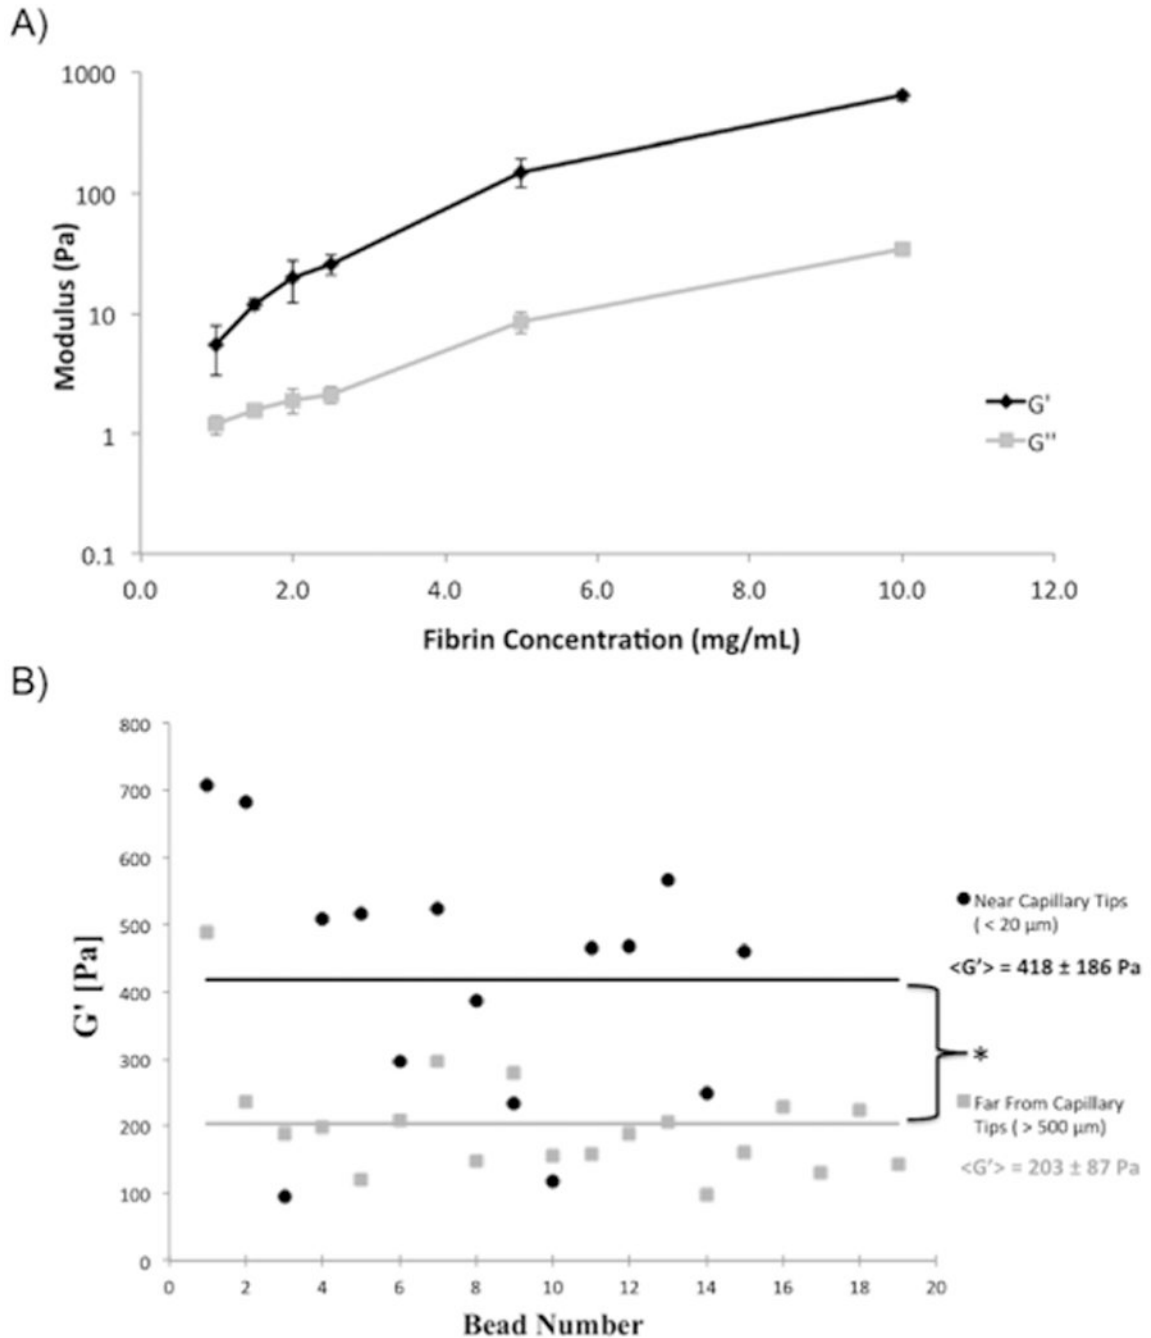 A)
1000
100
10
1
0.1
Modulus (Pa)
G'
G"
0.0 2.0 4.0 6.0 8.0 10.0 12.0
Fibrin Concentration (mg/mL)
B)
800
700
600
500
400
300
200
100
0
G' [Pa]
Near Capillary Tips
( < 20 μm)
<G'> = 418 ± 186 Pa
*
Far From Capillary
Tips ( > 500 μm)
<G'> = 203 ± 87 Pa
0 2 4 6 8 10 12 14 16 18 20
Bead Number